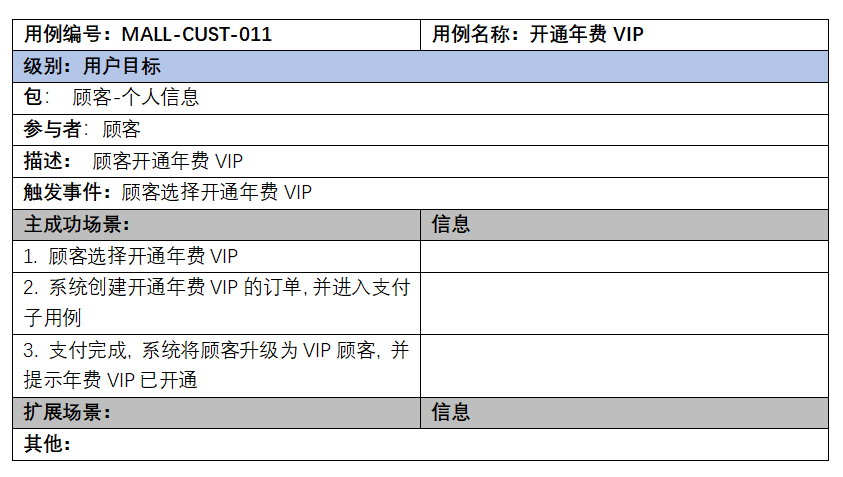 用例编号：MALL-CUST-011 用例名称：开通年费 VIP
级别：用户目标
包： 顾客-个人信息
参与者：顾客
描述： 顾客开通年费 VIP
触发事件：顾客选择开通年费 VIP
主成功场景： 信息
1. 顾客选择开通年费 VIP
2. 系统创建开通年费 VIP 的订单,并进入支付
子用例
3. 支付完成, 系统将顾客升级为 VIP 顾客, 并
提示年费 VIP 已开通
扩展场景： 信息
其他：